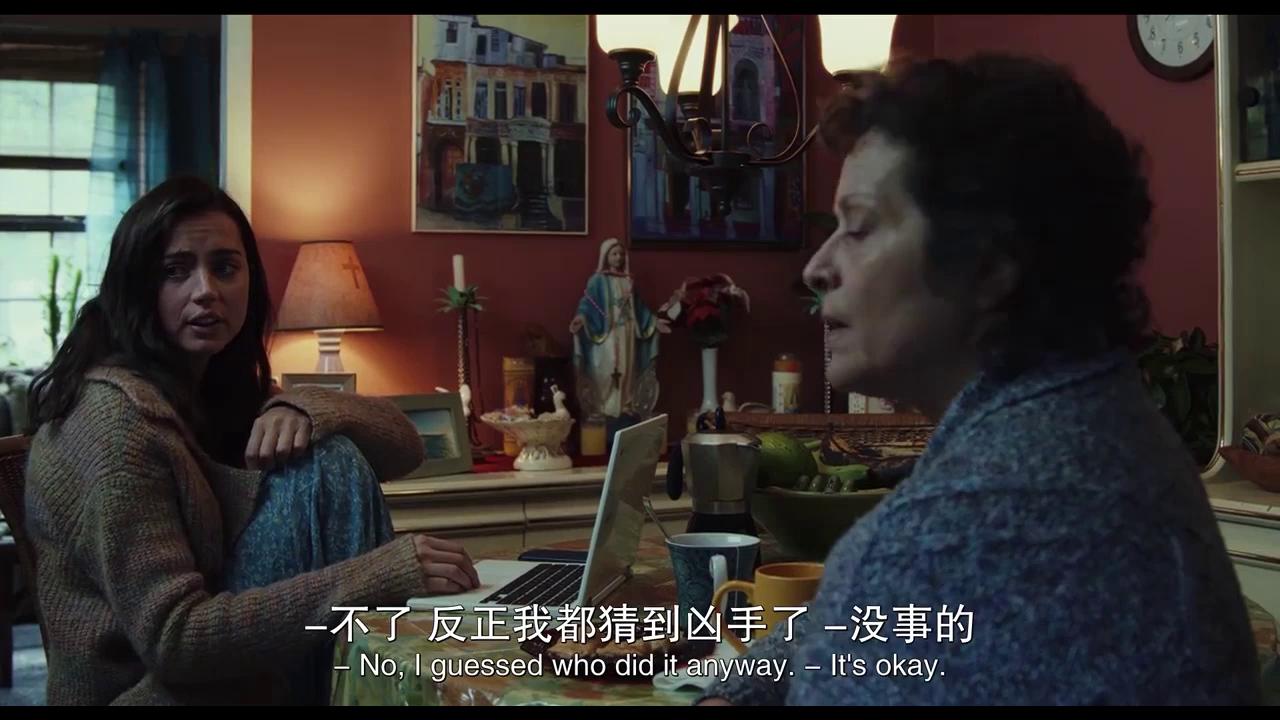 –不了 反正我都猜到凶手了 –没事的
– No, I guessed who did it anyway. – It's okay.